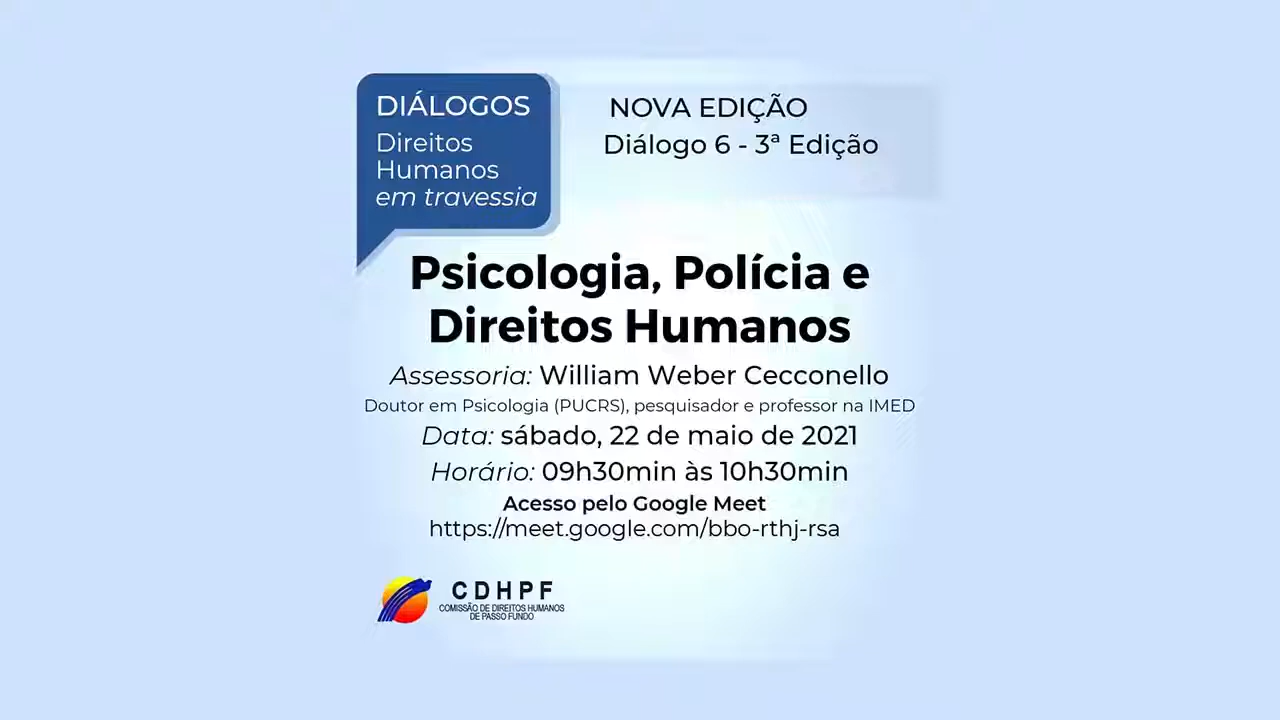 DIÁLOGOS
Direitos
Humanos
em travessia
NOVA EDIÇÃO
Diálogo 6 - 3ª Edição
Psicologia, Polícia e
Direitos Humanos
Assessoria: William Weber Cecconello
Doutor em Psicologia (PUCRS), pesquisador e professor na IMED
Data: sábado, 22 de maio de 2021
Horário: 09h30min às 10h30min
Acesso pelo Google Meet
https://meet.google.com/bbo-rthj-rsa
CDHPF
COMISSÃO DE DIREITOS HUMANOS
DE PASSO FUNDO